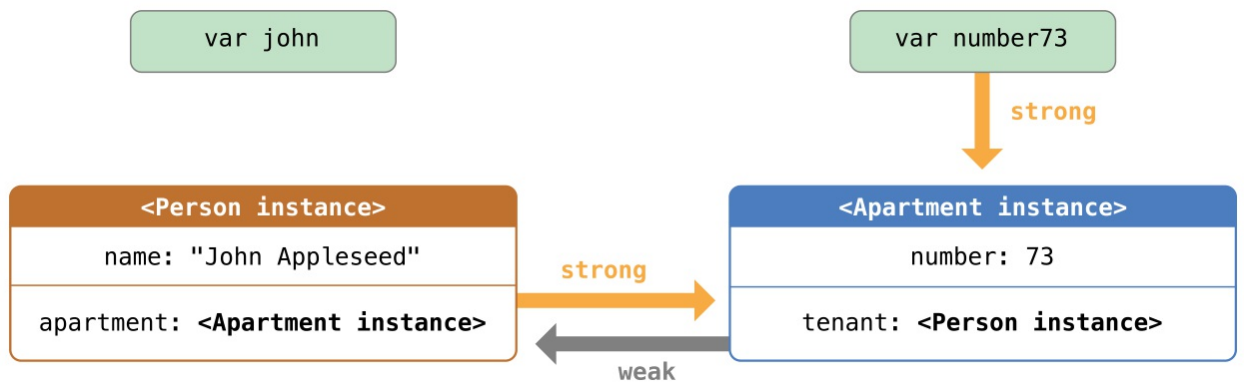 var john
var number73
strong
<Person instance>
<Apartment instance>
name: "John Appleseed"
number: 73
strong
apartment: <Apartment instance>
tenant: <Person instance>
weak